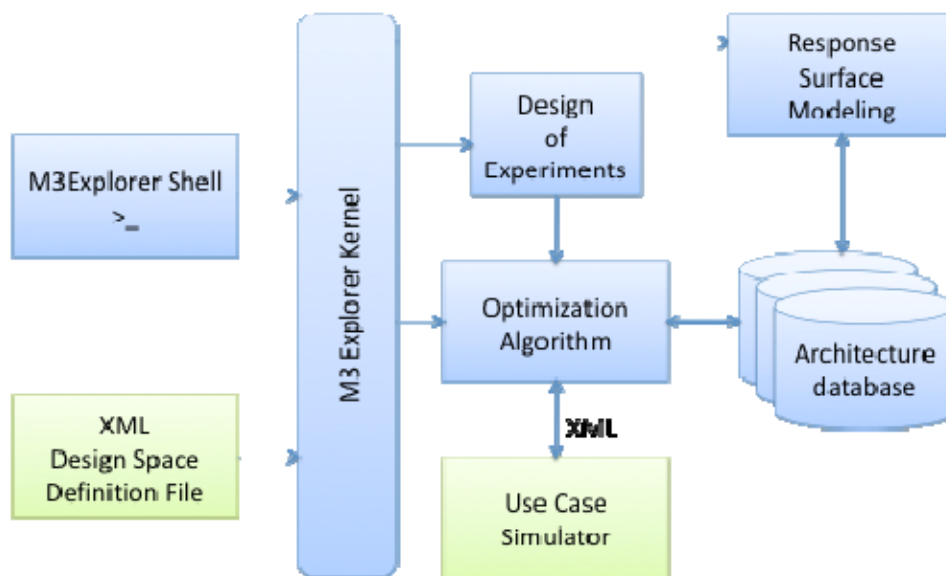 M3Explorer Shell
>_
XML
Design Space
Definition File
M3 Explorer Kernel
Design
of
Experiments
Optimization
Algorithm
XML
Use Case
Simulator
Response
Surface
Modeling
Architecture
database